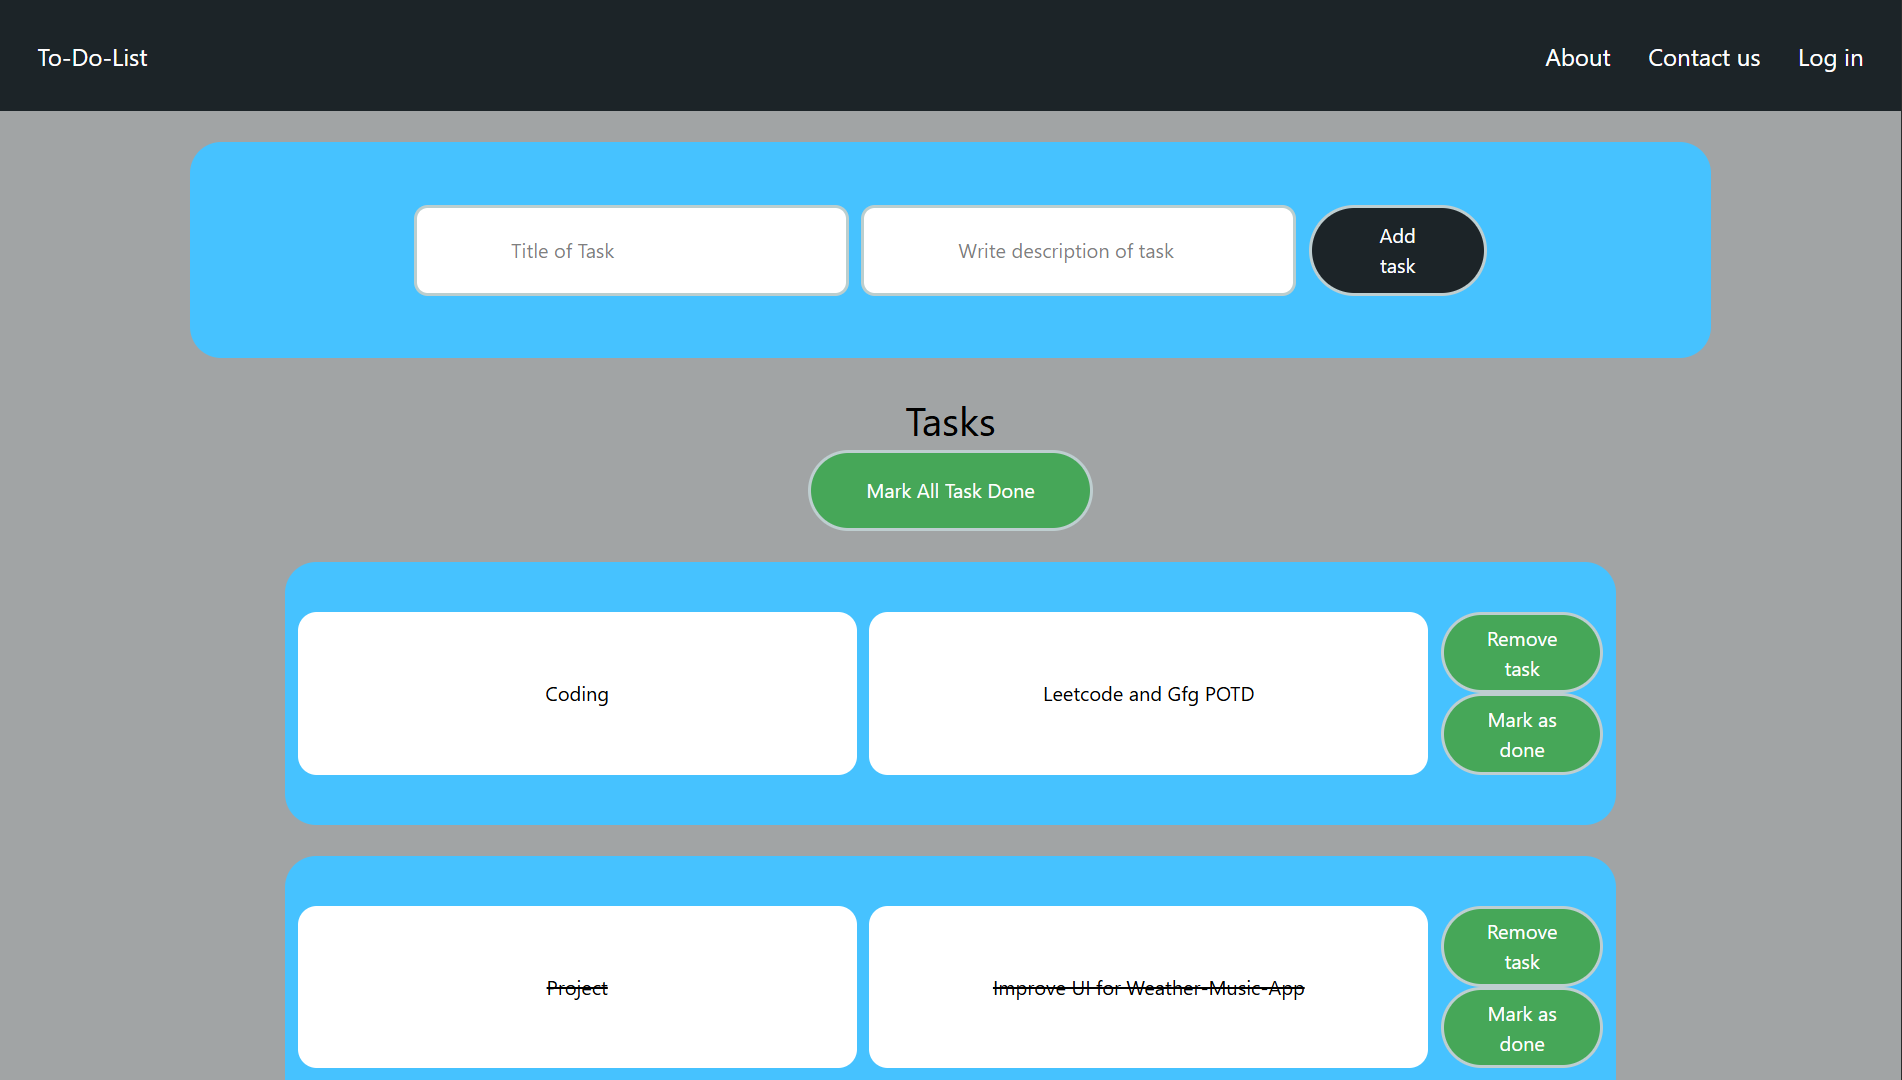 To-Do-List
About
Contact us
Log in
Title of Task
Write description of task
Add
task
Tasks
Mark All Task Done
Coding
Leetcode and Gfg POTD
Remove
task
Mark as
done
Project
Improve UI for Weather-Music-App
Remove
task
Mark as
done